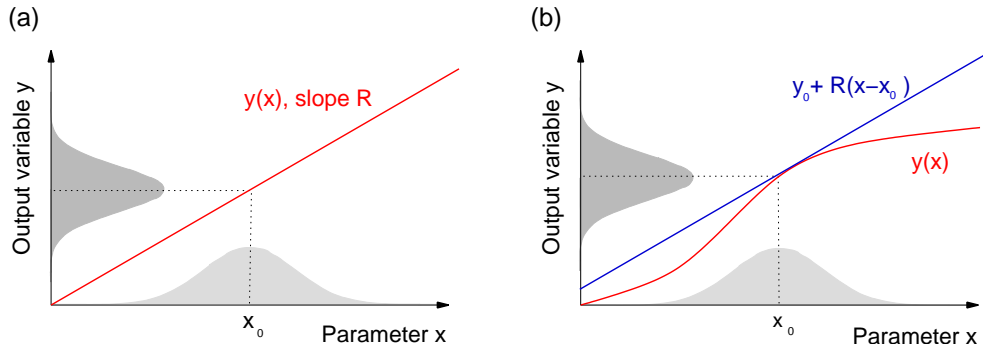 (a)
Output variable y
y(x), slope R
x₀
Parameter x
(b)
Output variable y
y₀+ R(x−x₀)
y(x)
x₀
Parameter x